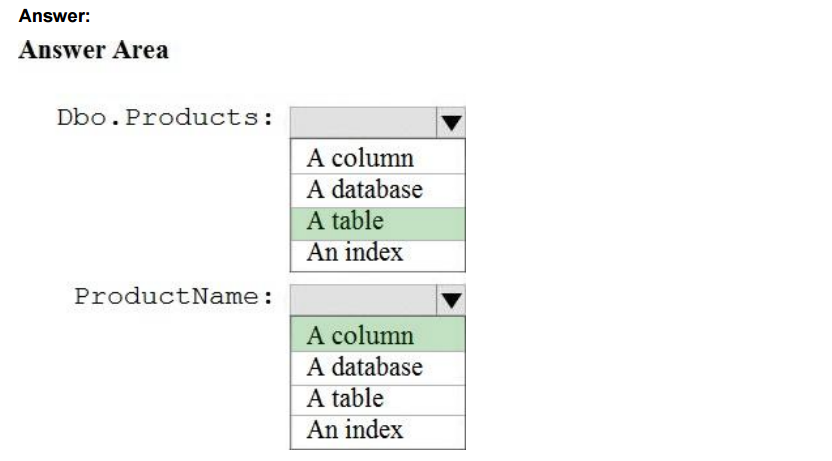 Answer:
Answer Area
Dbo.Products:
A column
A database
A table
An index
ProductName:
A column
A database
A table
An index